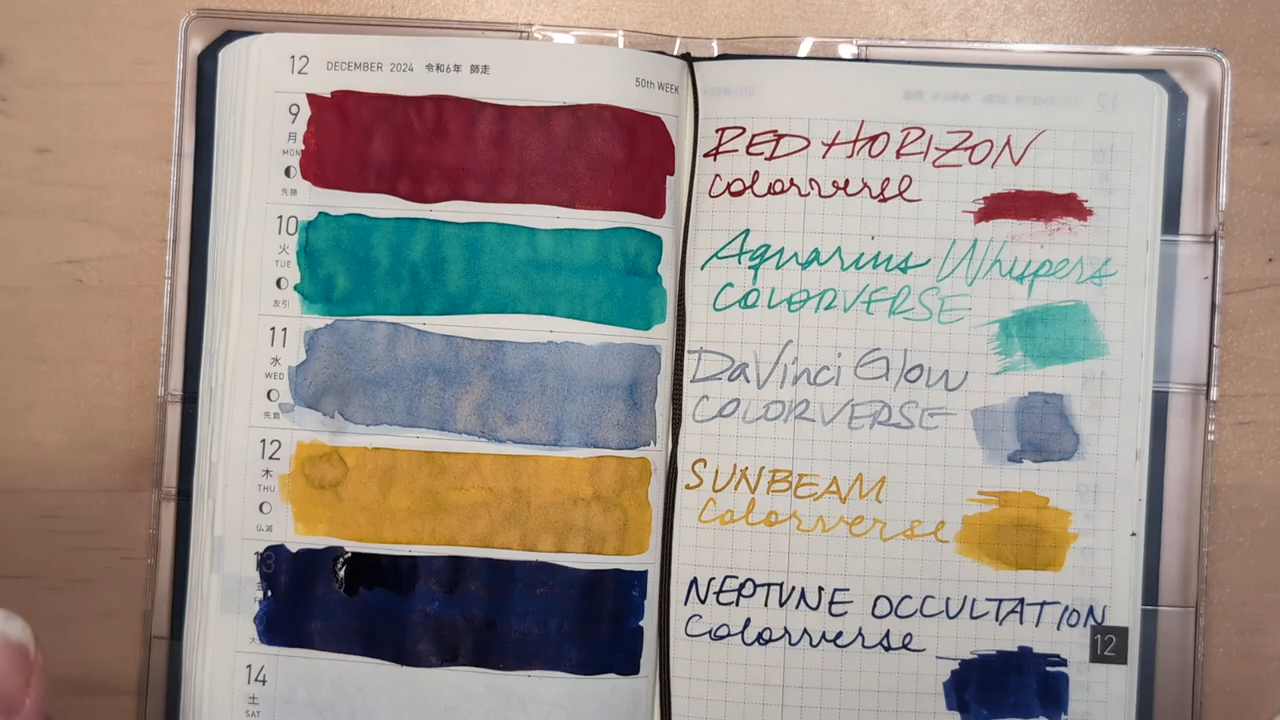 12 DECEMBER 2024 令和6年 師走
50th WEEK
9
月
MON
先勝
10
火
TUE
友引
11
水
WED
先負
12
木
THU
仏滅
13
14
土
SAT
RED HORIZON
colorverse
Aquarius Whispers
COLORVERSE
DaVinci Glow
COLORVERSE
SUNBEAM
Colorverse
NEPTUNE OCCULTATION
Colorverse
12